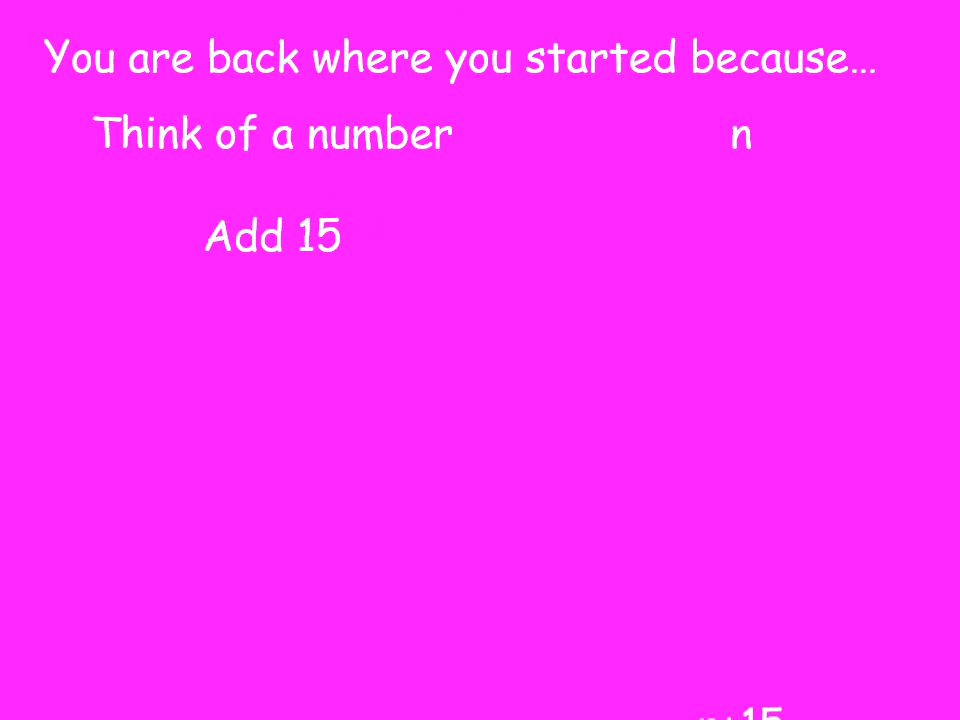 You are back where you started because…
Think of a number n
Add 15
n+15